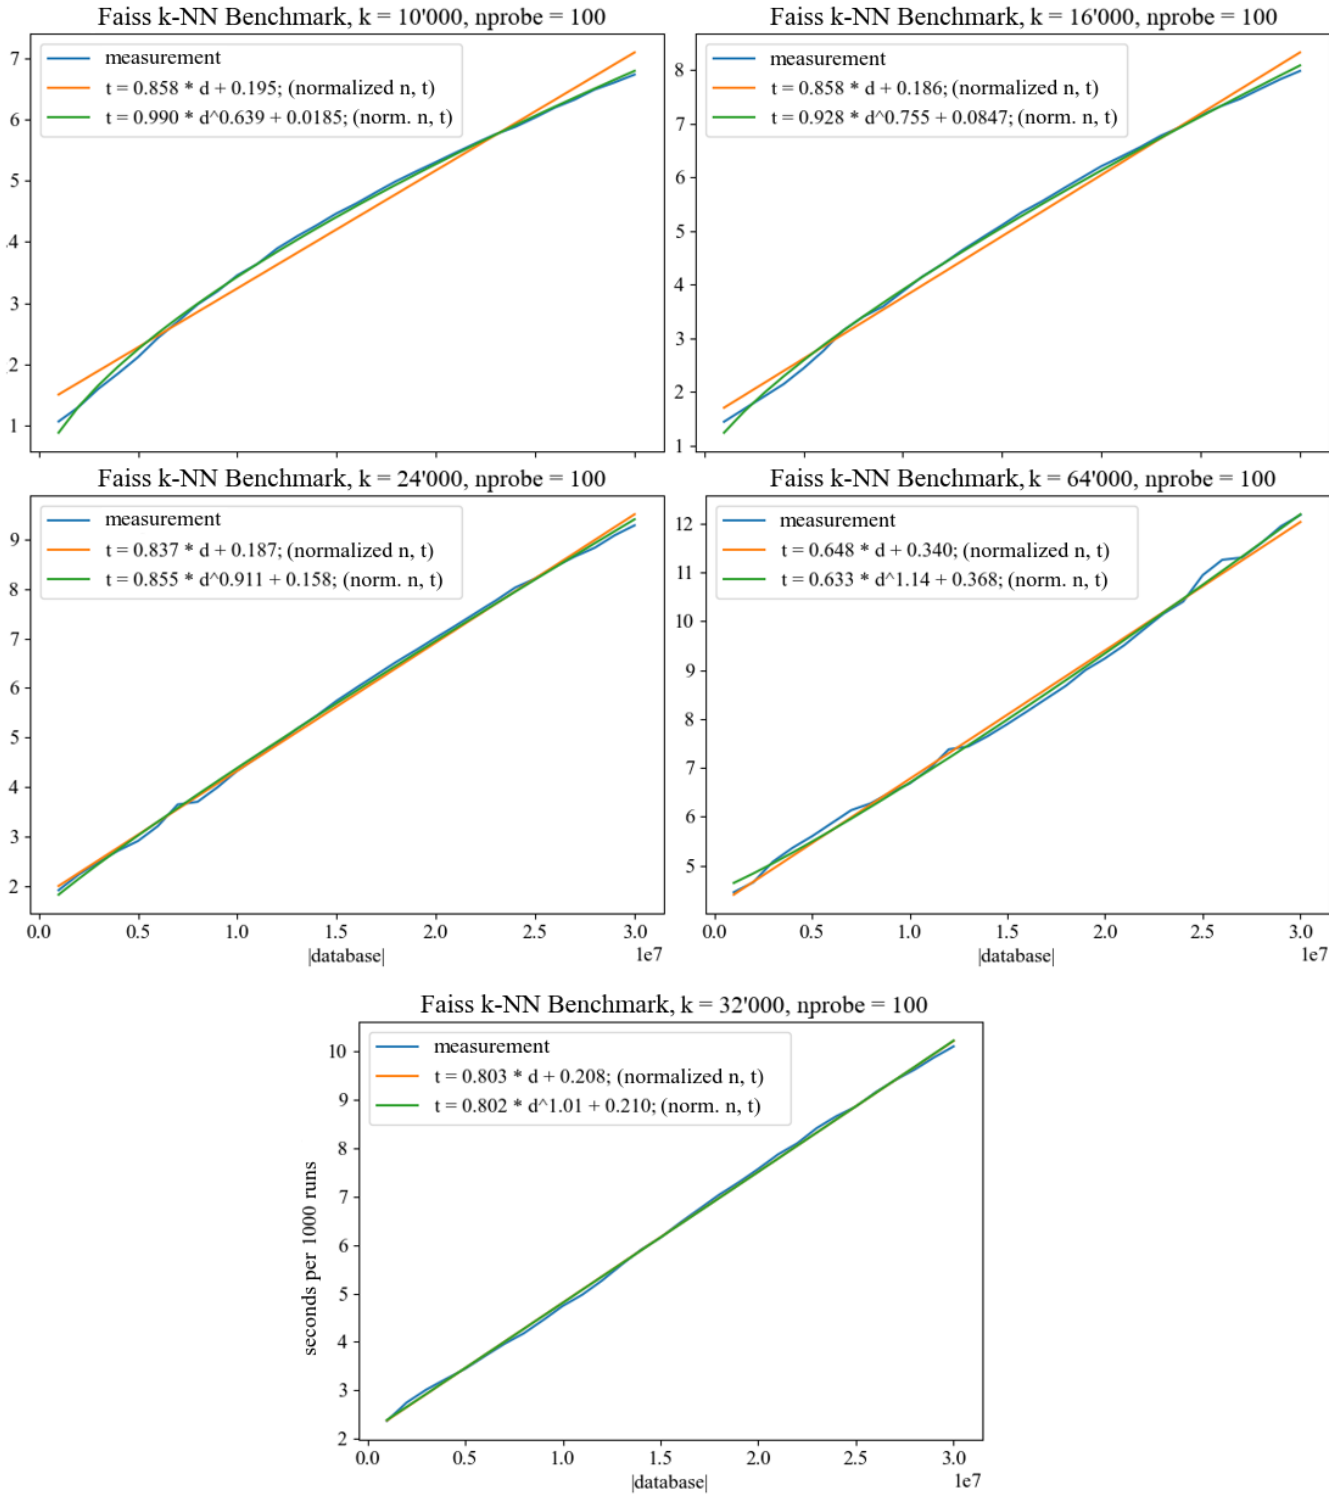 Faiss k-NN Benchmark, k = 10'000, nprobe = 100
measurement
t = 0.858 * d + 0.195; (normalized n, t)
t = 0.990 * d^0.639 + 0.0185; (norm. n, t)
7
6
5
4
3
2
1
Faiss k-NN Benchmark, k = 16'000, nprobe = 100
measurement
t = 0.858 * d + 0.186; (normalized n, t)
t = 0.928 * d^0.755 + 0.0847; (norm. n, t)
8
7
6
5
4
3
2
1
Faiss k-NN Benchmark, k = 24'000, nprobe = 100
measurement
t = 0.837 * d + 0.187; (normalized n, t)
t = 0.855 * d^0.911 + 0.158; (norm. n, t)
9
8
7
6
5
4
3
2
0.0 0.5 1.0 1.5 2.0 2.5 3.0
|database|
1e7
Faiss k-NN Benchmark, k = 64'000, nprobe = 100
measurement
t = 0.648 * d + 0.340; (normalized n, t)
t = 0.633 * d^1.14 + 0.368; (norm. n, t)
12
11
10
9
8
7
6
5
0.0 0.5 1.0 1.5 2.0 2.5 3.0
|database|
1e7
Faiss k-NN Benchmark, k = 32'000, nprobe = 100
measurement
t = 0.803 * d + 0.208; (normalized n, t)
t = 0.802 * d^1.01 + 0.210; (norm. n, t)
seconds per 1000 runs
10
9
8
7
6
5
4
3
2
0.0 0.5 1.0 1.5 2.0 2.5 3.0
|database|
1e7